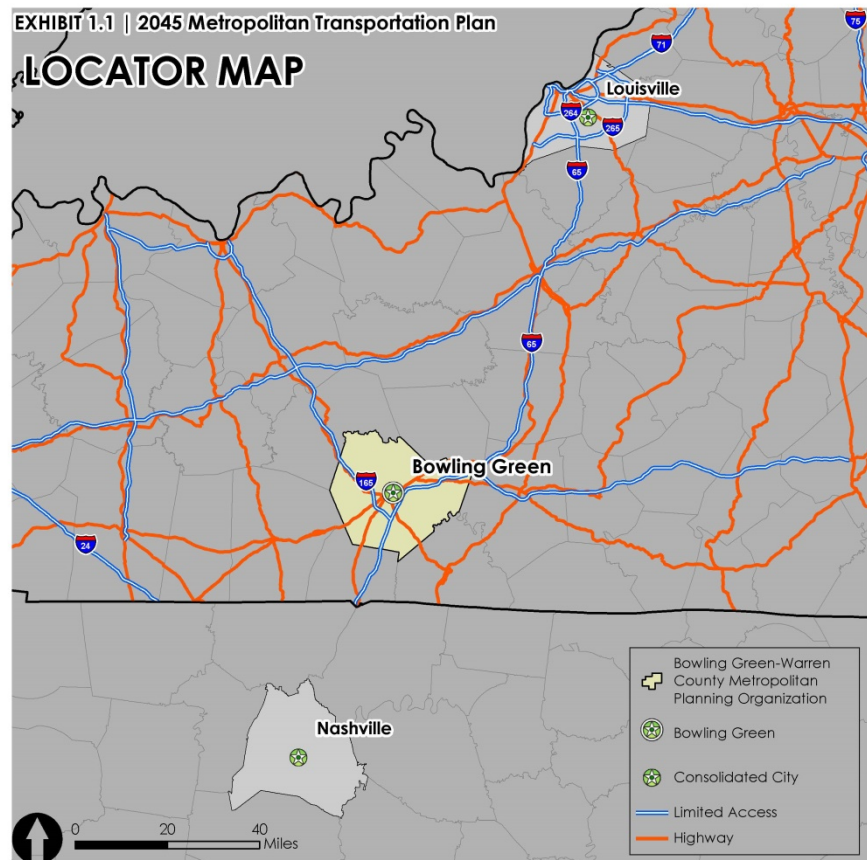 EXHIBIT 1.1 | 2045 Metropolitan Transportation Plan
LOCATOR MAP
75
71
Louisville
264
265
65
65
Bowling Green
165
24
Nashville
Bowling Green-Warren
County Metropolitan
Planning Organization
Bowling Green
Consolidated City
Limited Access
Highway
0 20 40
Miles